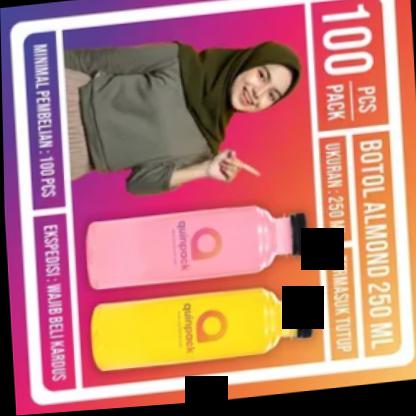 100
PCS
PACK
BOTOL ALMOND 250 ML
UKURAN : 250
TUTUP
quinpack
quinpack
MINIMAL PEMBELIAN : 100 PCS
EKSPEDISI : WAJIB BELI KARDUS